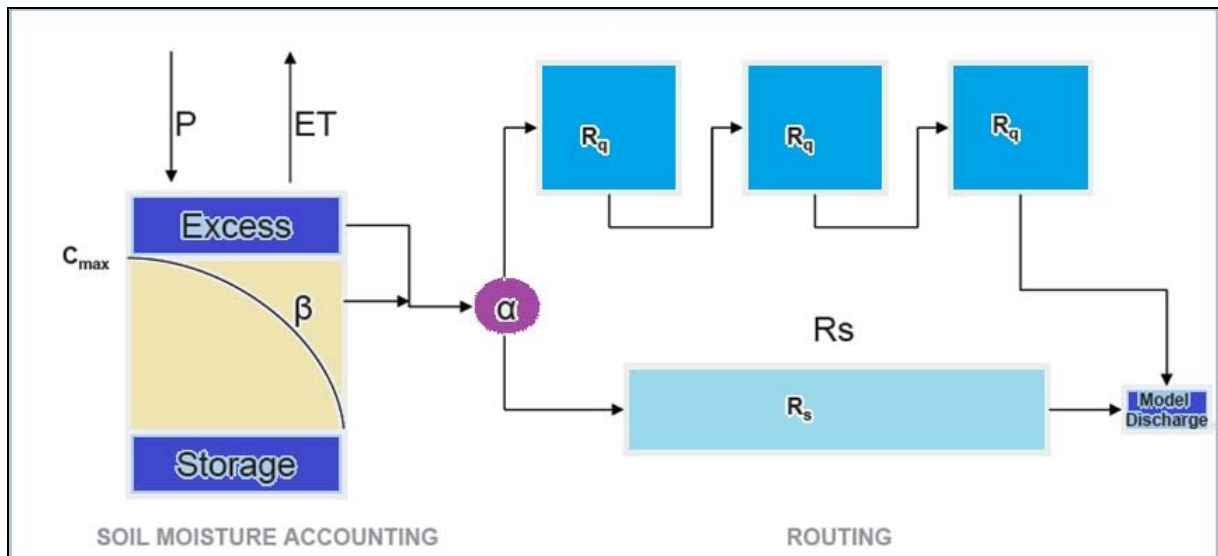 P
ET
Excess
Cmax
β
Storage
SOIL MOISTURE ACCOUNTING
α
Rq
Rq
Rq
Rs
Rs
Model
Discharge
ROUTING